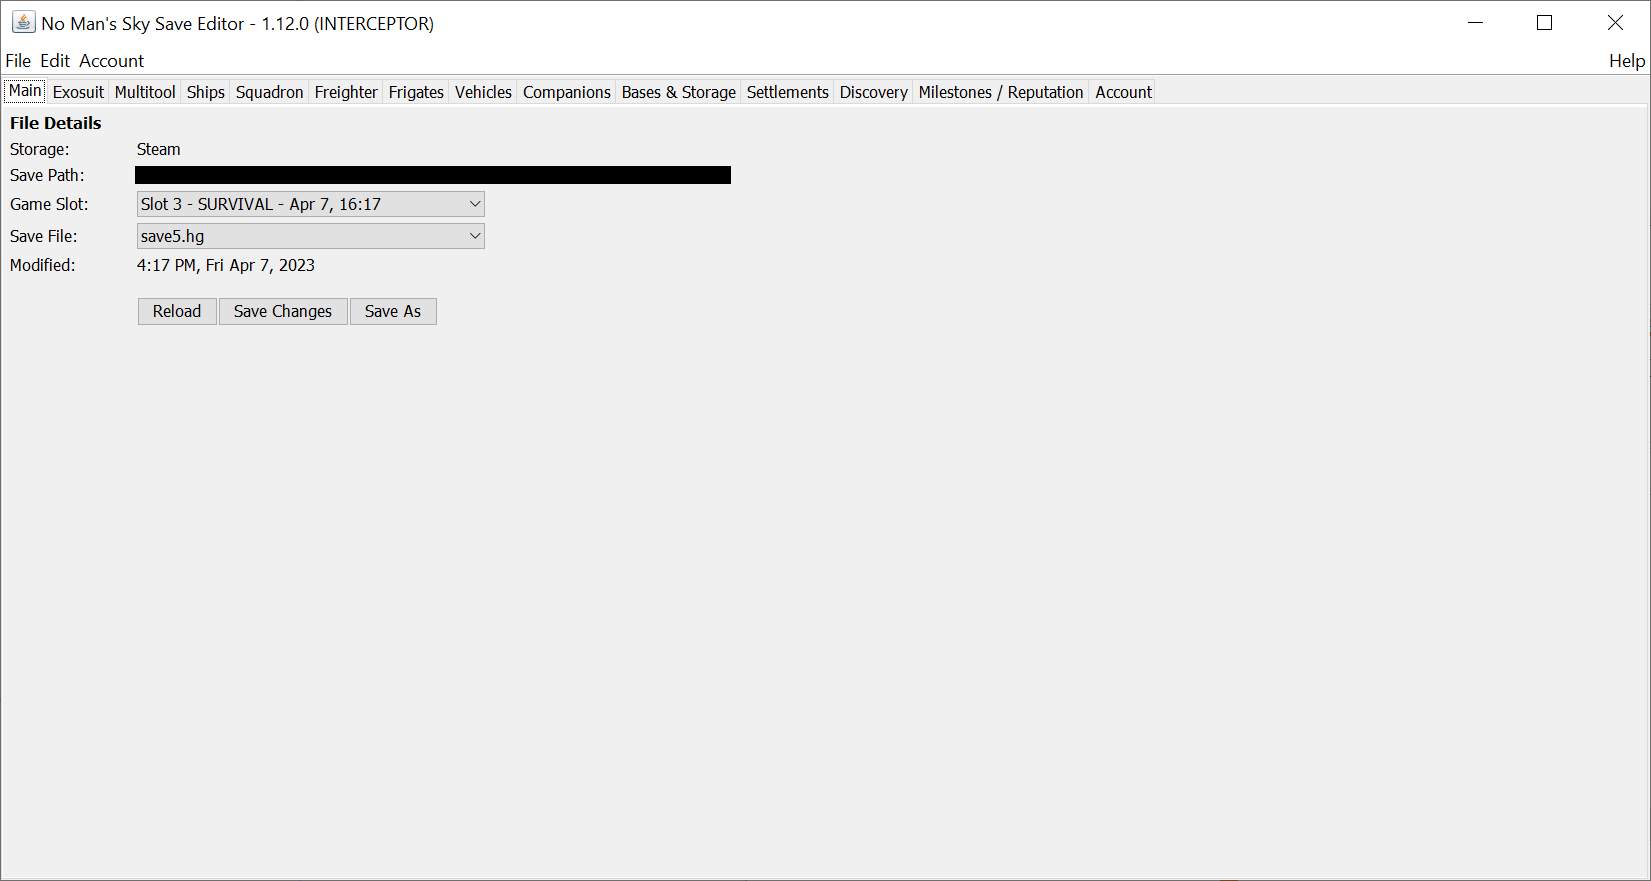 No Man's Sky Save Editor - 1.12.0 (INTERCEPTOR)
File Edit Account Help
Main Exosuit Multitool Ships Squadron Freighter Frigates Vehicles Companions Bases & Storage Settlements Discovery Milestones / Reputation Account
File Details
Storage: Steam
Save Path:
Game Slot: Slot 3 - SURVIVAL - Apr 7, 16:17
Save File: save5.hg
Modified: 4:17 PM, Fri Apr 7, 2023
Reload Save Changes Save As